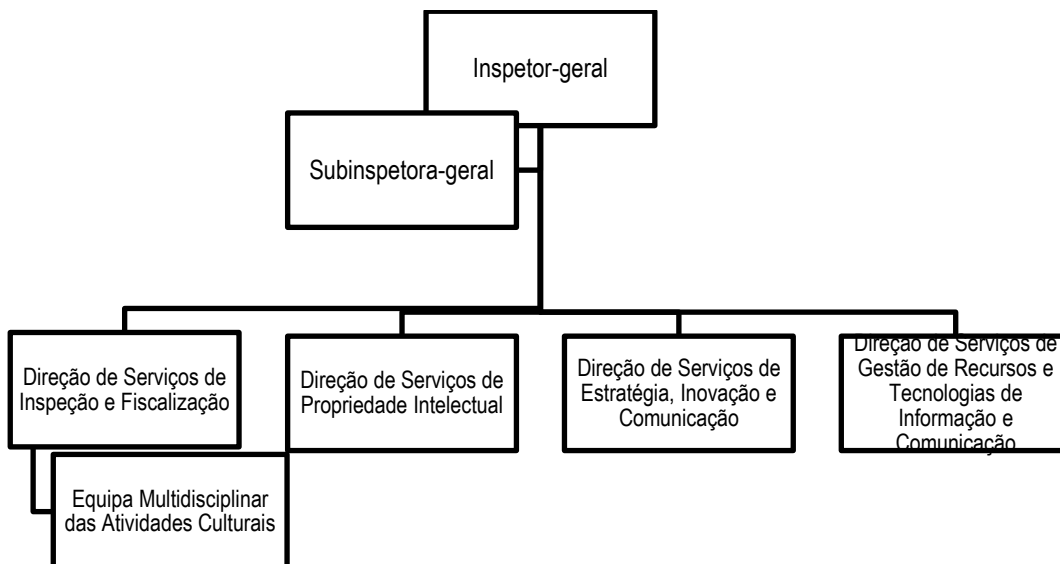 Inspetor-geral
Subinspetora-geral
Direção de Serviços de
Inspeção e Fiscalização
Direção de Serviços de
Propriedade Intelectual
Direção de Serviços de
Estratégia, Inovação e
Comunicação
Direção de Serviços de
Gestão de Recursos e
Tecnologias de
Informação e
Comunicação
Equipa Multidisciplinar
das Atividades Culturais